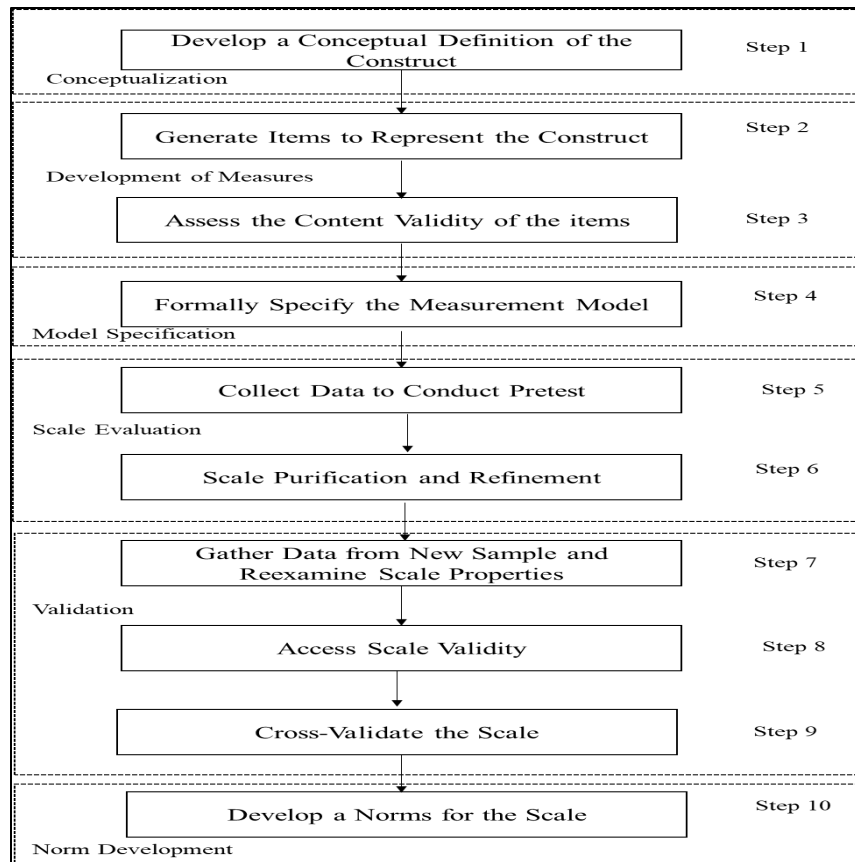 Develop a Conceptual Definition of the
Construct
Step 1
Conceptualization
Generate Items to Represent the Construct
Step 2
Development of Measures
Assess the Content Validity of the items
Step 3
Formally Specify the Measurement Model
Step 4
Model Specification
Collect Data to Conduct Pretest
Step 5
Scale Evaluation
Scale Purification and Refinement
Step 6
Gather Data from New Sample and
Reexamine Scale Properties
Step 7
Validation
Access Scale Validity
Step 8
Cross-Validate the Scale
Step 9
Develop a Norms for the Scale
Step 10
Norm Development